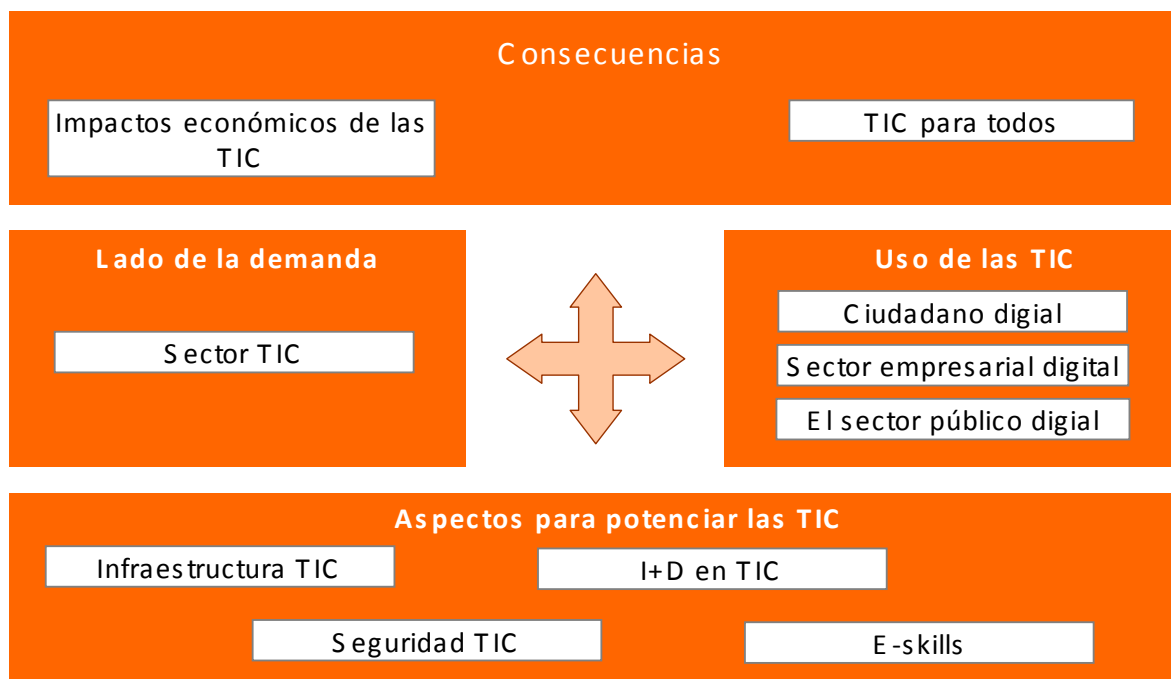 Consecuencias
Impactos económicos de las
TIC
TIC para todos
Lado de la demanda
Sector TIC
Uso de las TIC
Ciudadano digial
Sector empresarial digital
El sector público digial
Aspectos para potenciar las TIC
Infraestructura TIC
I+D en TIC
Seguridad TIC
E-skills